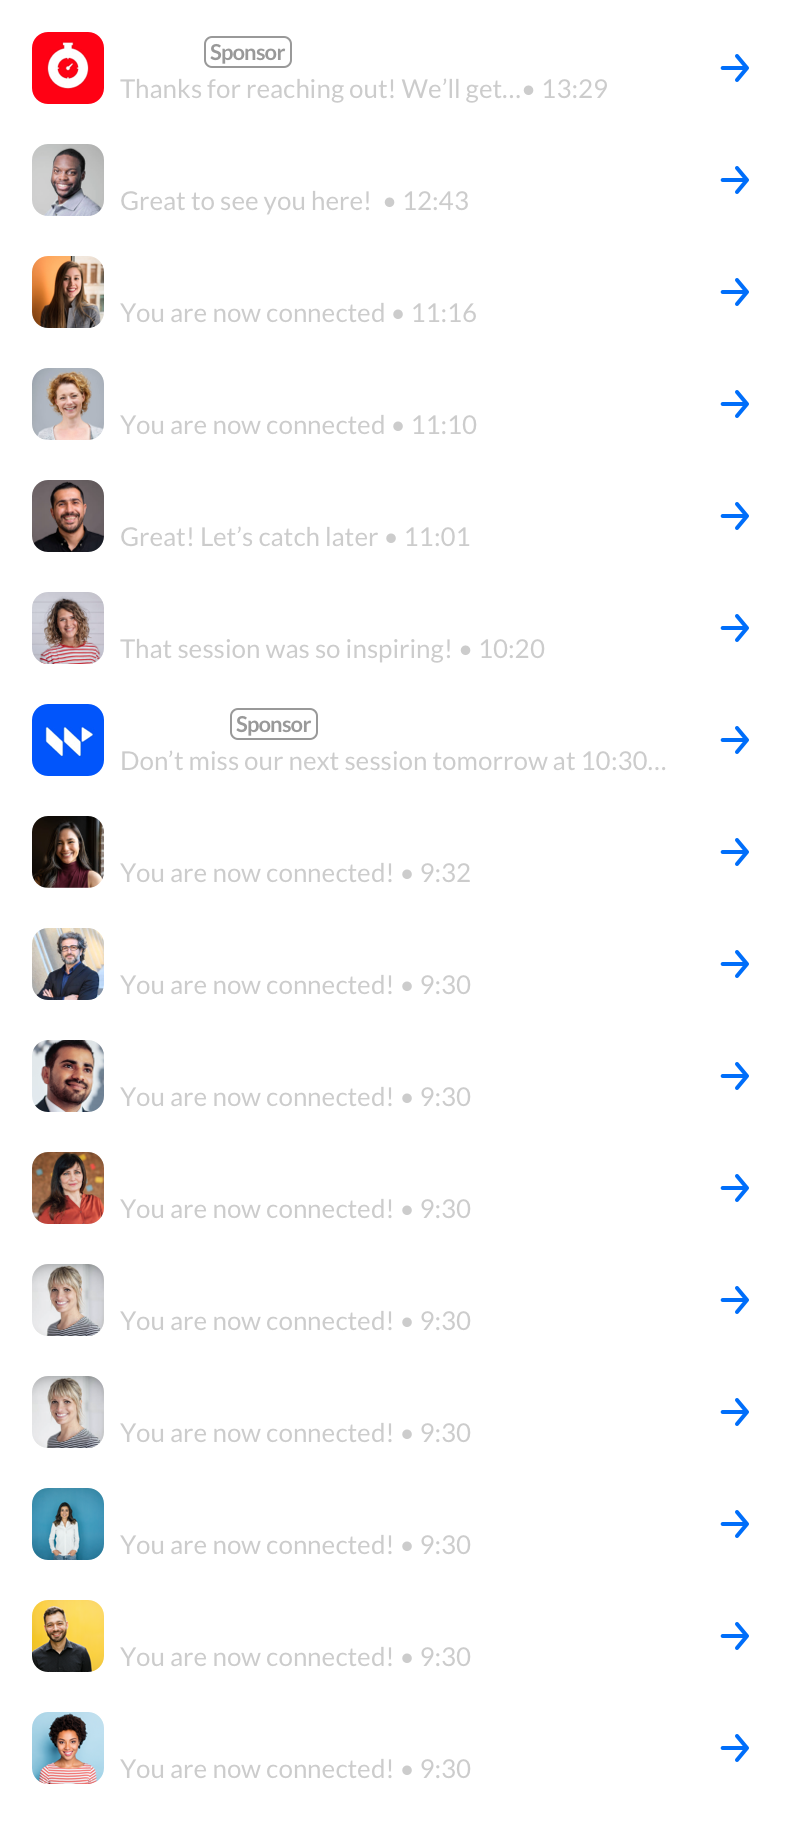 Sponsor
Thanks for reaching out! We’ll get...• 13:29
Great to see you here! • 12:43
You are now connected • 11:16
You are now connected • 11:10
Great! Let’s catch later • 11:01
That session was so inspiring! • 10:20
Sponsor
Don’t miss our next session tomorrow at 10:30...
You are now connected! • 9:32
You are now connected! • 9:30
You are now connected! • 9:30
You are now connected! • 9:30
You are now connected! • 9:30
You are now connected! • 9:30
You are now connected! • 9:30
You are now connected! • 9:30
You are now connected! • 9:30